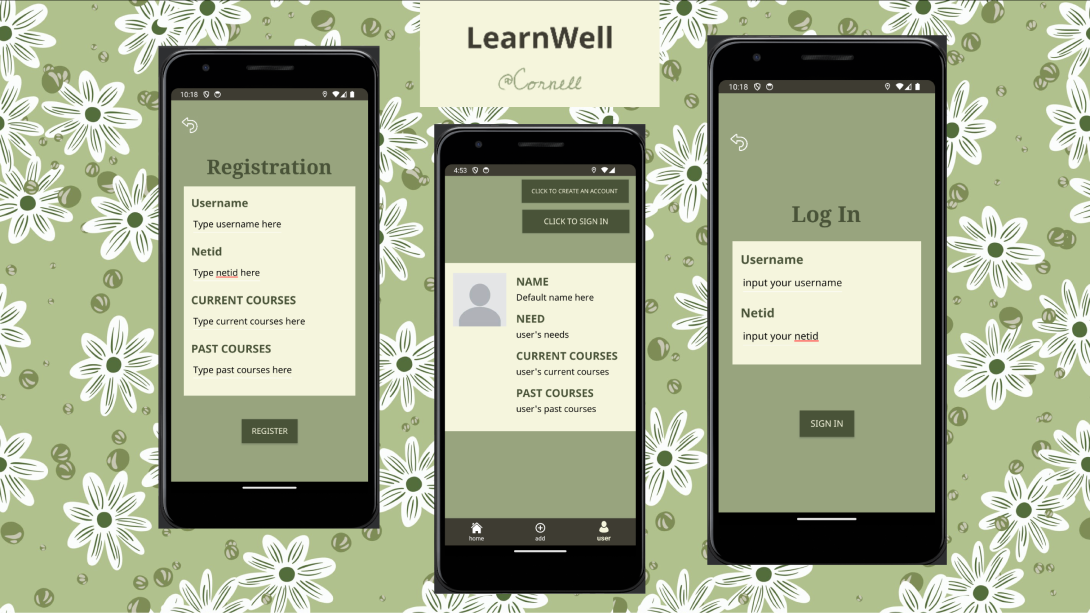 LearnWell
@Cornell
10:18
Registration
Username
Type username here
Netid
Type netid here
CURRENT COURSES
Type current courses here
PAST COURSES
Type past courses here
REGISTER
4:53
CLICK TO CREATE AN ACCOUNT
CLICK TO SIGN IN
NAME
Default name here
NEED
user's needs
CURRENT COURSES
user's current courses
PAST COURSES
user's past courses
home add user
10:18
Log In
Username
input your username
Netid
input your netid
SIGN IN